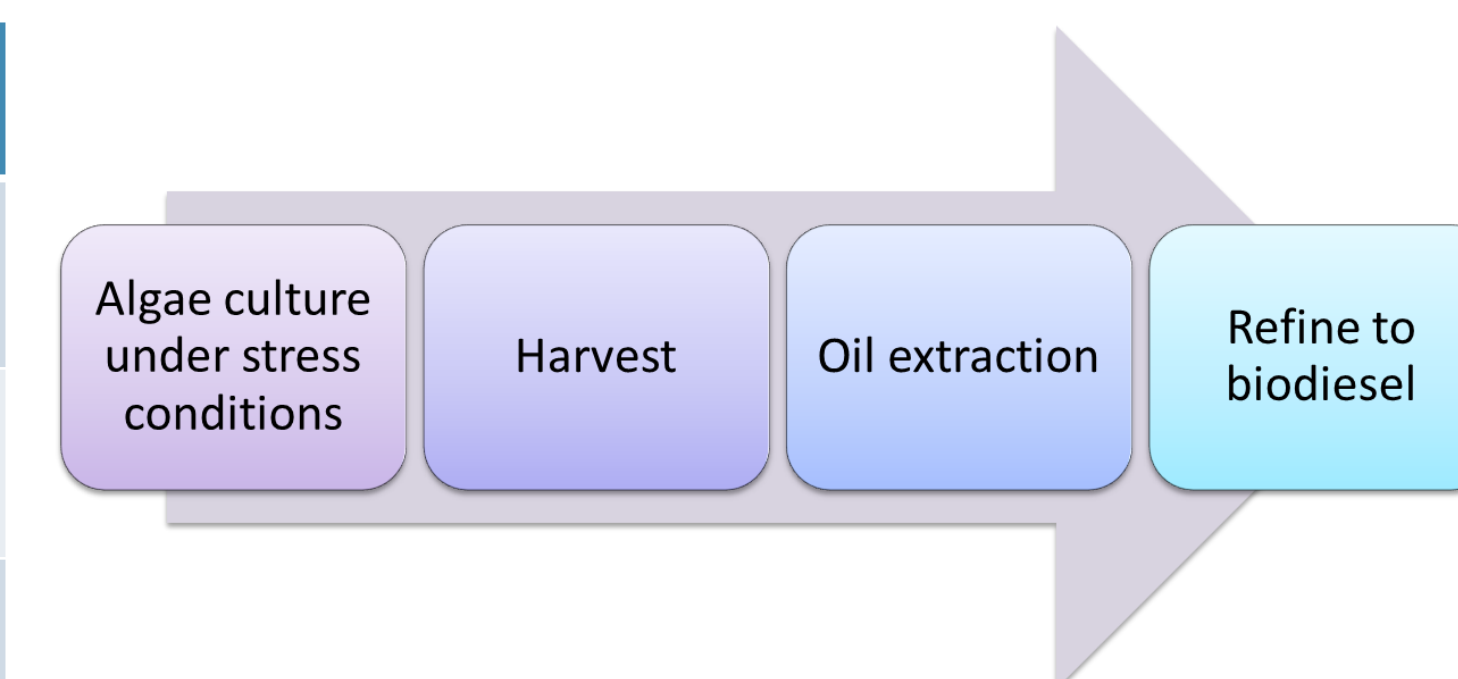 Algae culture
under stress
conditions
Harvest
Oil extraction
Refine to
biodiesel